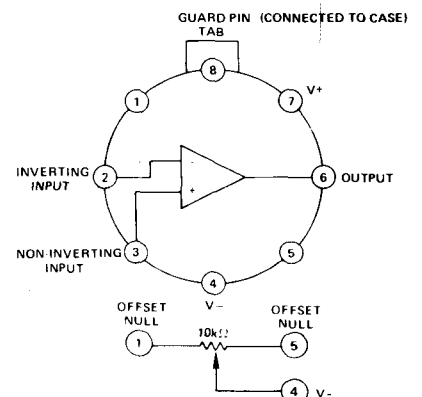 GUARD PIN (CONNECTED TO CASE)
TAB
8
1
7
V+
INVERTING
INPUT
2
-
+
6
OUTPUT
NON-INVERTING
INPUT
3
5
4
V-
OFFSET
NULL
OFFSET
NULL
10kΩ
1
5
4
V-